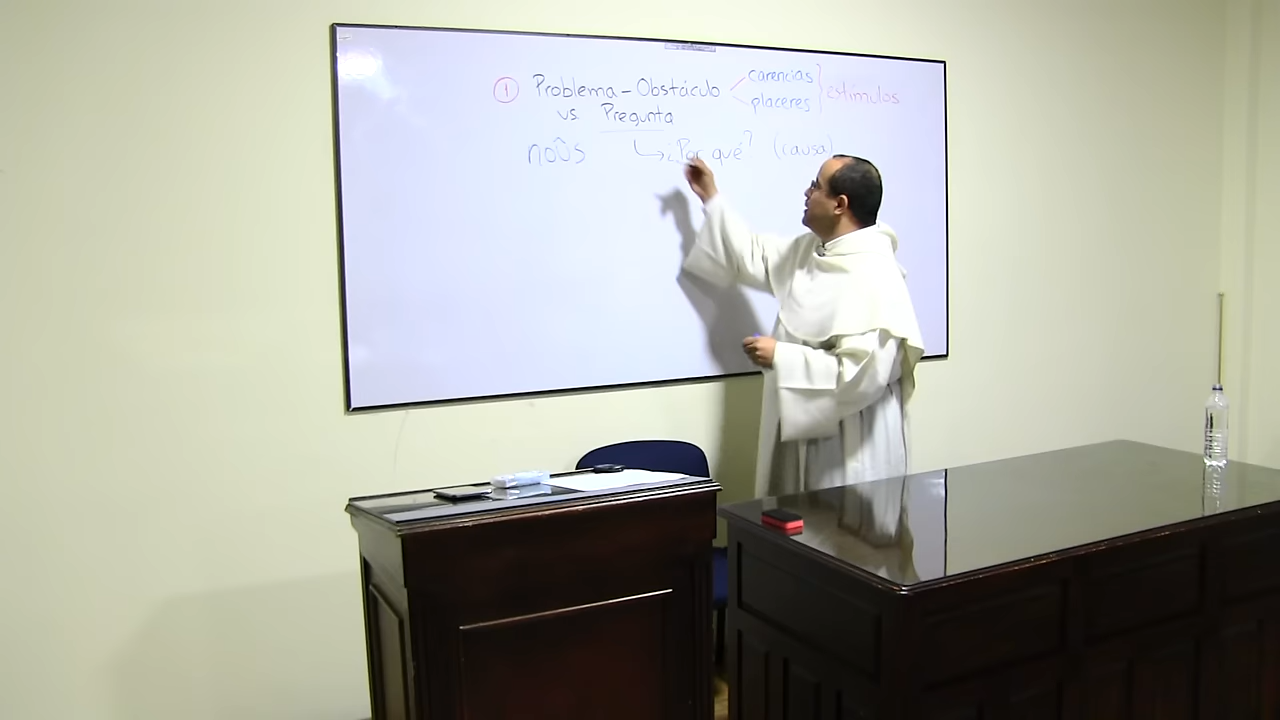 ① Problema – Obstáculo carencias
placeres } estímulos
vs. Pregunta
noûs ¿Por qué? (causa)